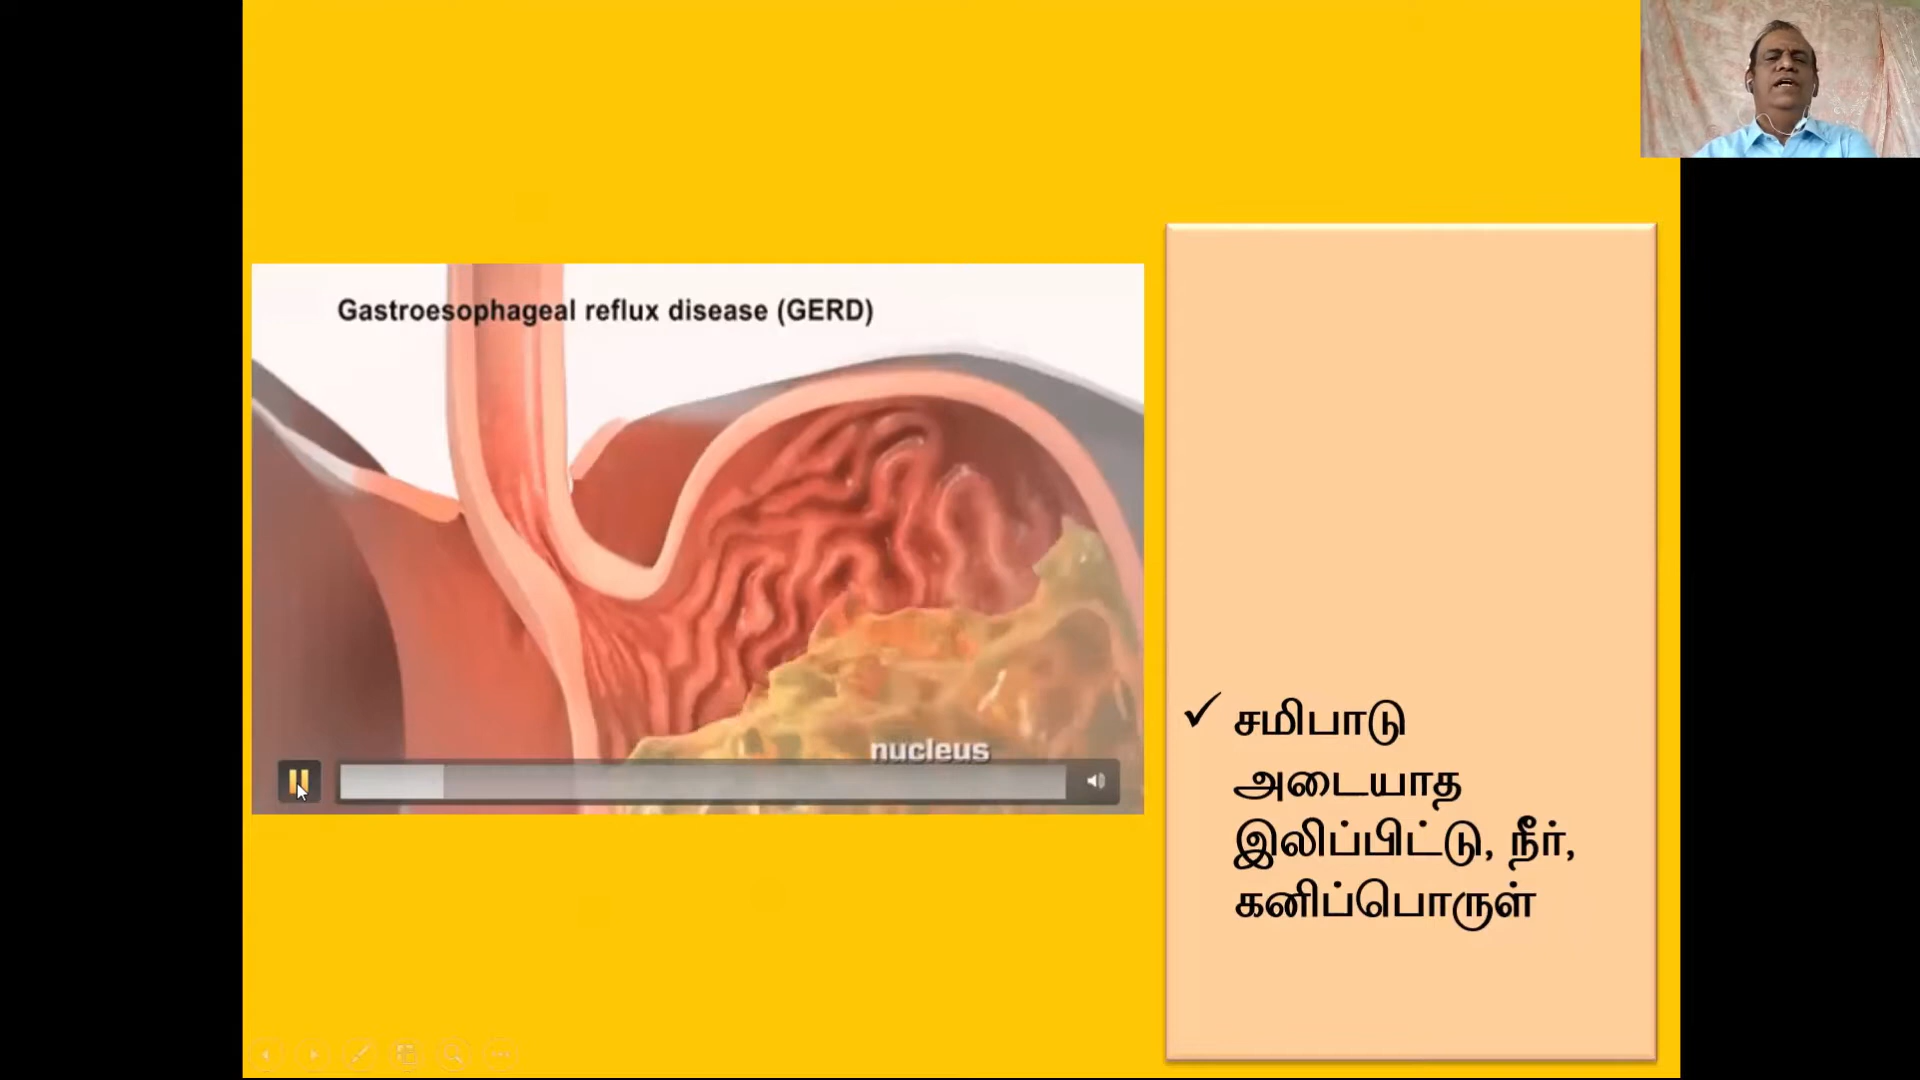 Gastroesophageal reflux disease (GERD)
nucleus
✓ சமிபாடு
அடையாத
இலிப்பிட்டு, நீர்,
கனிப்பொருள்